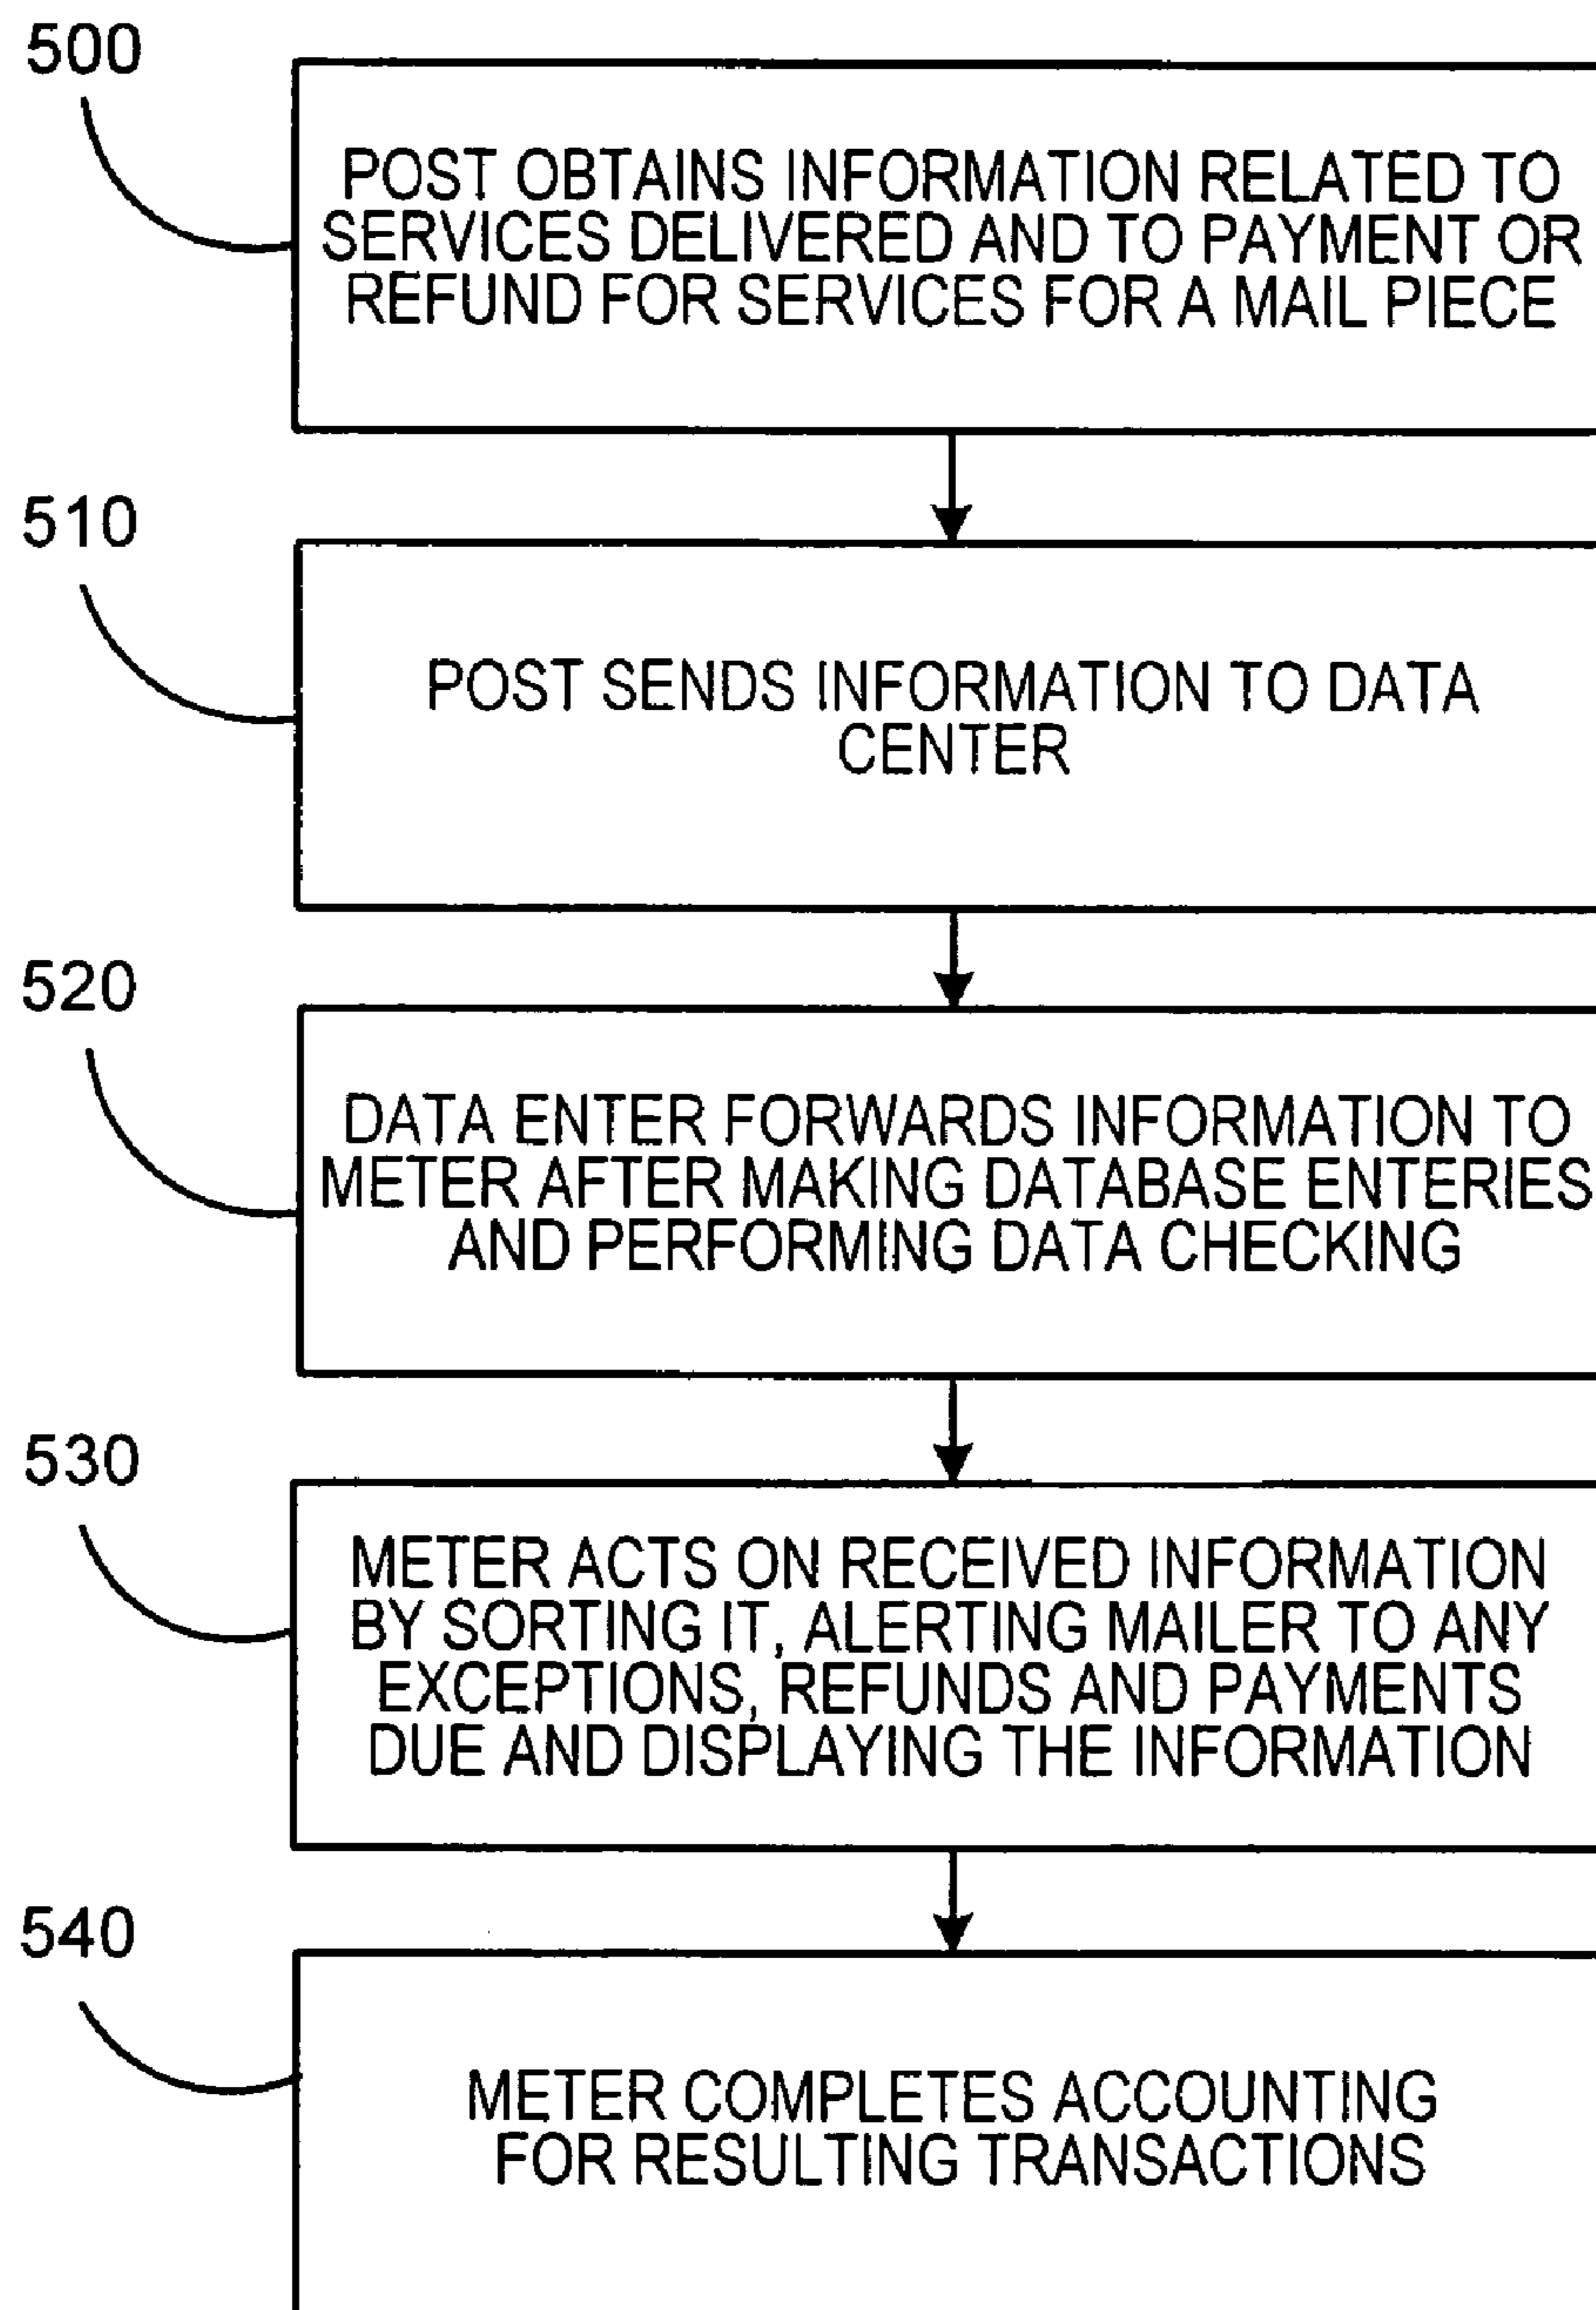 500
POST OBTAINS INFORMATION RELATED TO
SERVICES DELIVERED AND TO PAYMENT OR
REFUND FOR SERVICES FOR A MAIL PIECE
510
POST SENDS INFORMATION TO DATA
CENTER
520
DATA ENTER FORWARDS INFORMATION TO
METER AFTER MAKING DATABASE ENTERIES
AND PERFORMING DATA CHECKING
530
METER ACTS ON RECEIVED INFORMATION
BY SORTING IT, ALERTING MAILER TO ANY
EXCEPTIONS, REFUNDS AND PAYMENTS
DUE AND DISPLAYING THE INFORMATION
540
METER COMPLETES ACCOUNTING
FOR RESULTING TRANSACTIONS